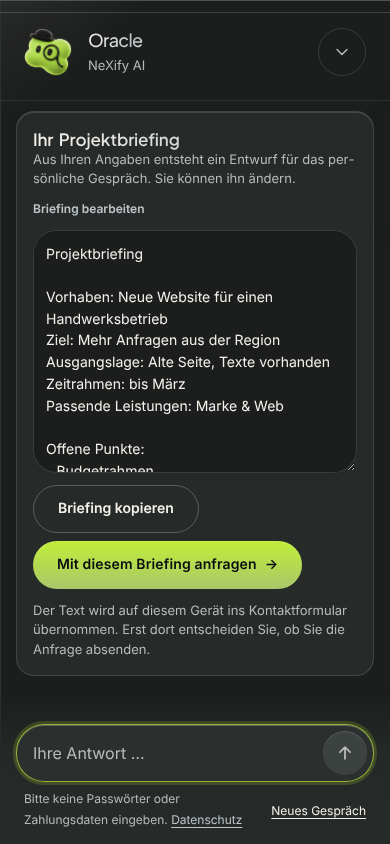 Oracle
NeXify AI
Ihr Projektbriefing
Aus Ihren Angaben entsteht ein Entwurf für das per-
sönliche Gespräch. Sie können ihn ändern.
Briefing bearbeiten
Projektbriefing
Vorhaben: Neue Website für einen
Handwerksbetrieb
Ziel: Mehr Anfragen aus der Region
Ausgangslage: Alte Seite, Texte vorhanden
Zeitrahmen: bis März
Passende Leistungen: Marke & Web
Offene Punkte:
Budgetrahmen
Briefing kopieren
Mit diesem Briefing anfragen →
Der Text wird auf diesem Gerät ins Kontaktformular
übernommen. Erst dort entscheiden Sie, ob Sie die
Anfrage absenden.
Ihre Antwort ...
Bitte keine Passwörter oder
Zahlungsdaten eingeben. Datenschutz
Neues Gespräch